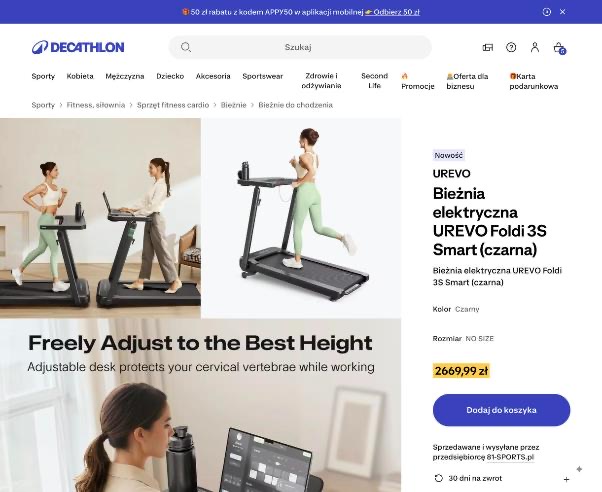 50 zł rabatu z kodem APPY50 w aplikacji mobilnej 👉 Odbierz 50 zł
DECATHLON
Szukaj
0
Sporty Kobieta Mężczyzna Dziecko Akcesoria Sportswear Zdrowie i odżywianie Second Life Promocje Oferta dla biznesu Karta podarunkowa
Sporty > Fitness, siłownia > Sprzęt fitness cardio > Bieżnie > Bieżnie do chodzenia
Nowość
UREVO
Bieżnia
elektryczna
UREVO Foldi 3S
Smart (czarna)
Bieżnia elektryczna UREVO Foldi
3S Smart (czarna)
Kolor Czarny
Rozmiar NO SIZE
2669,99 zł
Dodaj do koszyka
Sprzedawane i wysyłane przez
przedsiębiorcę 81-SPORTS.pl
30 dni na zwrot +
Freely Adjust to the Best Height
Adjustable desk protects your cervical vertebrae while working